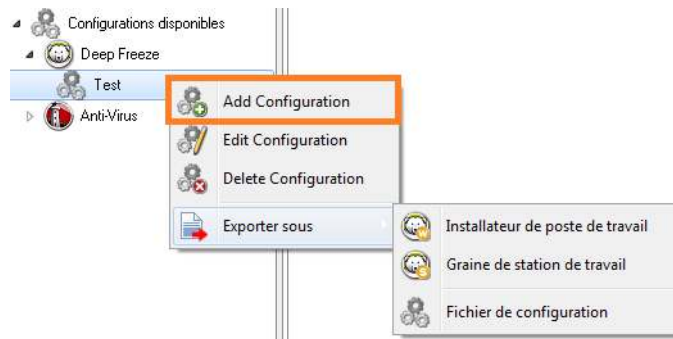 Configurations disponibles
Deep Freeze
Test
Anti-Virus
Add Configuration
Edit Configuration
Delete Configuration
Exporter sous
Installateur de poste de travail
Graine de station de travail
Fichier de configuration